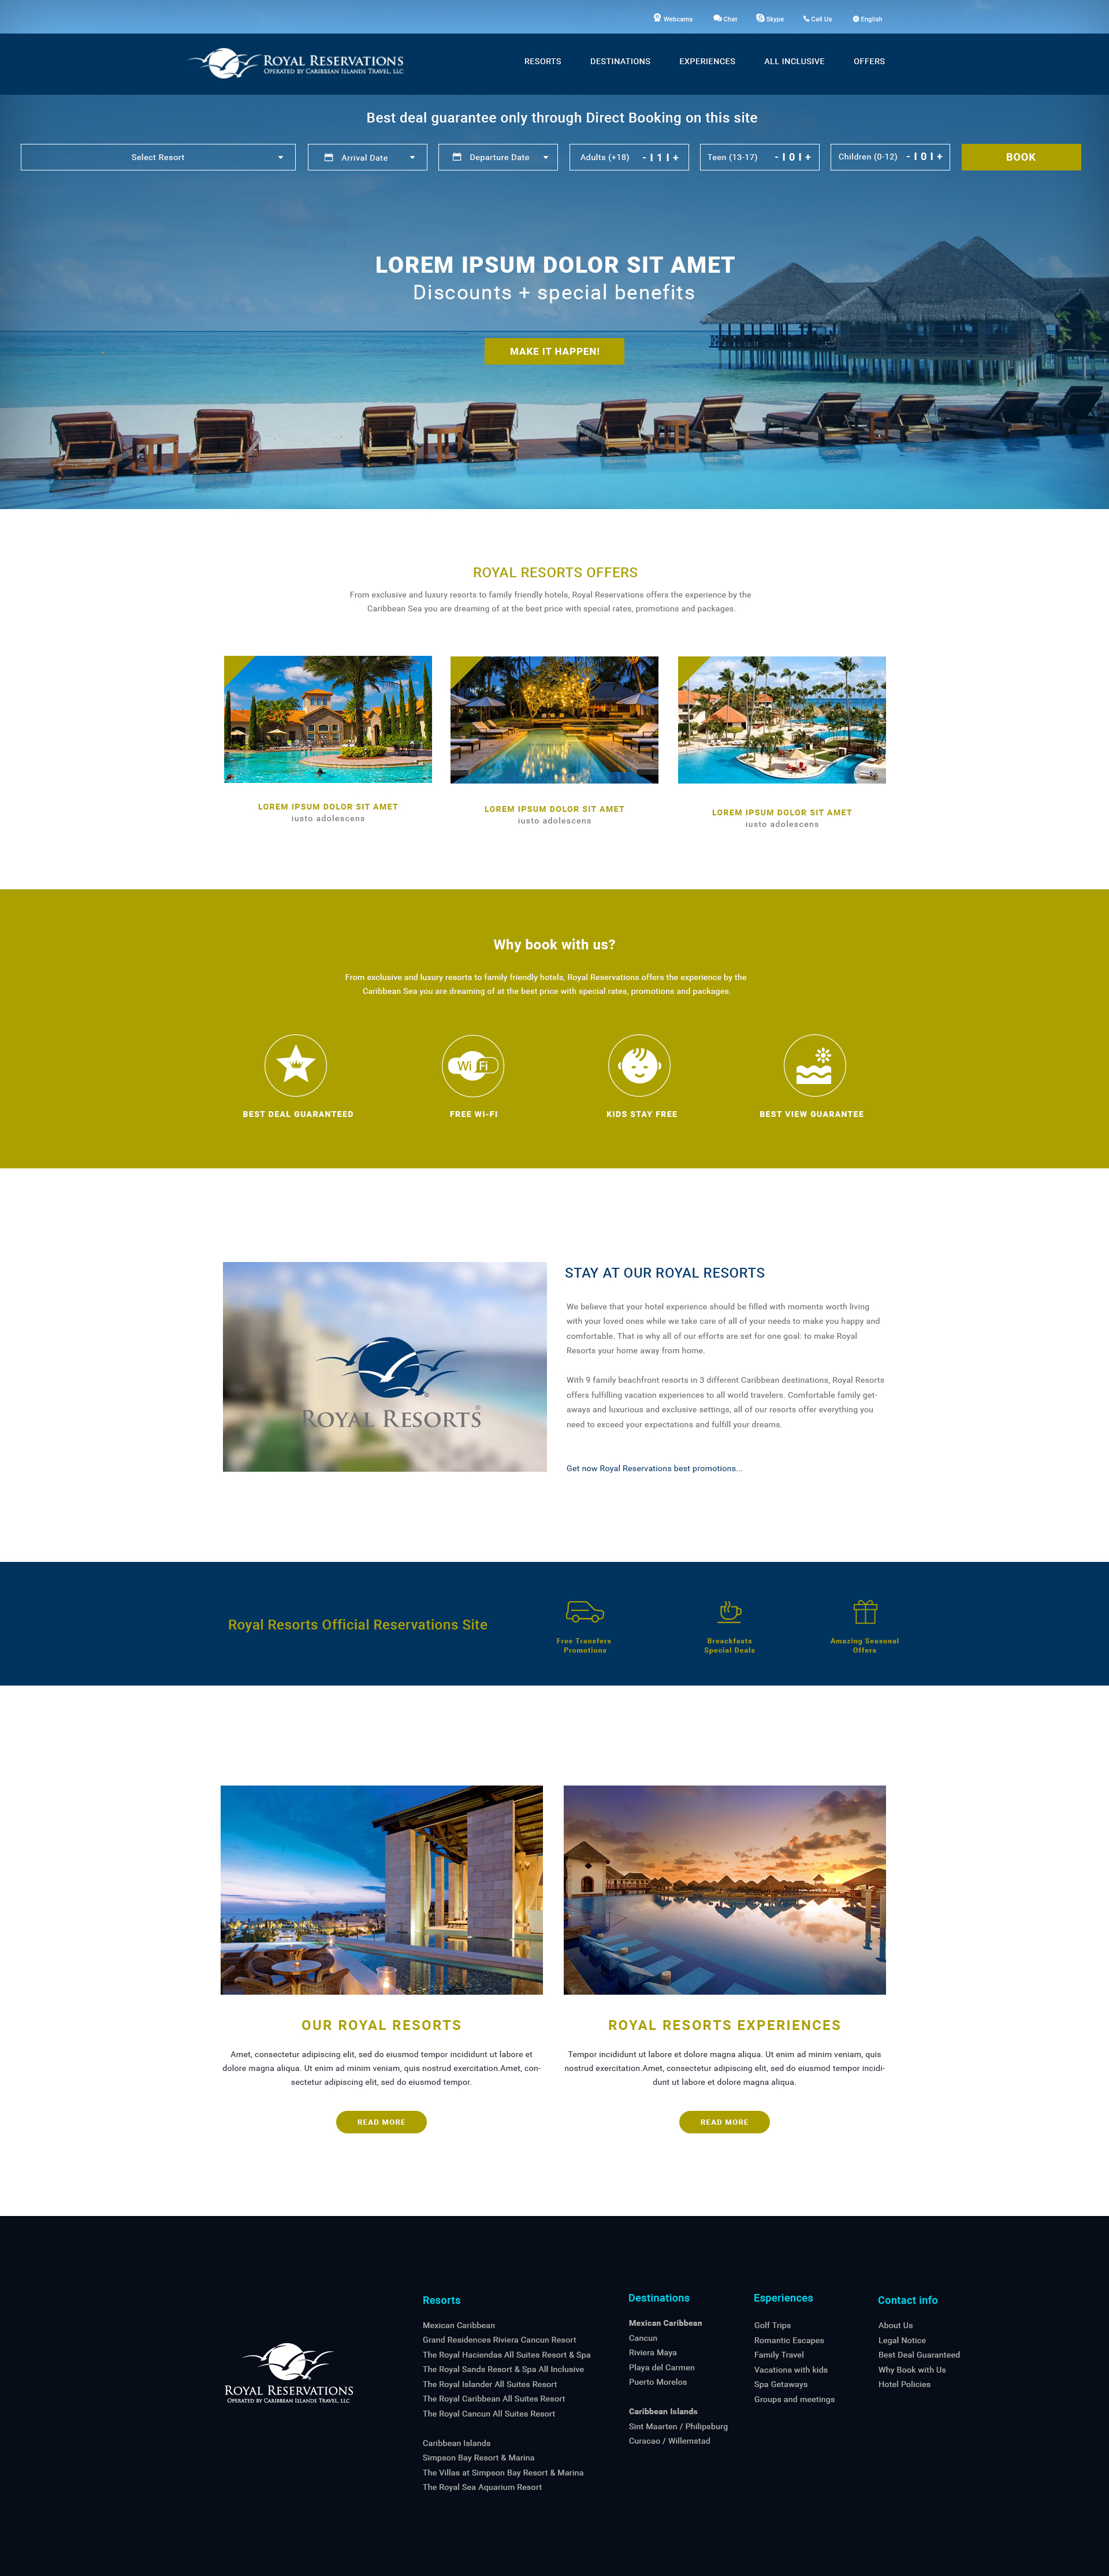 Webcams Chat Skype Call Us English
ROYAL RESERVATIONS
OPERATED BY CARIBBEAN ISLANDS TRAVEL, LLC
RESORTS DESTINATIONS EXPERIENCES ALL INCLUSIVE OFFERS
Best deal guarantee only through Direct Booking on this site
Select Resort Arrival Date Departure Date Adults (+18) - I 1 I + Teen (13-17) - I 0 I + Children (0-12) - I 0 I + BOOK
LOREM IPSUM DOLOR SIT AMET
Discounts + special benefits
MAKE IT HAPPEN!
ROYAL RESORTS OFFERS
From exclusive and luxury resorts to family friendly hotels, Royal Reservations offers the experience by the
Caribbean Sea you are dreaming of at the best price with special rates, promotions and packages.
LOREM IPSUM DOLOR SIT AMET
iusto adolescens
LOREM IPSUM DOLOR SIT AMET
iusto adolescens
LOREM IPSUM DOLOR SIT AMET
iusto adolescens
Why book with us?
From exclusive and luxury resorts to family friendly hotels, Royal Reservations offers the experience by the
Caribbean Sea you are dreaming of at the best price with special rates, promotions and packages.
Wi Fi
BEST DEAL GUARANTEED
FREE WI-FI
KIDS STAY FREE
BEST VIEW GUARANTEE
ROYAL RESORTS®
STAY AT OUR ROYAL RESORTS
We believe that your hotel experience should be filled with moments worth living
with your loved ones while we take care of all of your needs to make you happy and
comfortable. That is why all of our efforts are set for one goal: to make Royal
Resorts your home away from home.
With 9 family beachfront resorts in 3 different Caribbean destinations, Royal Resorts
offers fulfilling vacation experiences to all world travelers. Comfortable family get-
aways and luxurious and exclusive settings, all of our resorts offer everything you
need to exceed your expectations and fulfill your dreams.
Get now Royal Reservations best promotions...
Royal Resorts Official Reservations Site
Free Transfers
Promotions
Breackfasts
Special Deals
Amazing Seasonal
Offers
OUR ROYAL RESORTS
Amet, consectetur adipiscing elit, sed do eiusmod tempor incididunt ut labore et
dolore magna aliqua. Ut enim ad minim veniam, quis nostrud exercitation.Amet, con-
sectetur adipiscing elit, sed do eiusmod tempor.
READ MORE
ROYAL RESORTS EXPERIENCES
Tempor incididunt ut labore et dolore magna aliqua. Ut enim ad minim veniam, quis
nostrud exercitation.Amet, consectetur adipiscing elit, sed do eiusmod tempor incidi-
dunt ut labore et dolore magna aliqua.
READ MORE
ROYAL RESERVATIONS
OPERATED BY CARIBBEAN ISLANDS TRAVEL, LLC
Resorts
Mexican Caribbean
Grand Residences Riviera Cancun Resort
The Royal Haciendas All Suites Resort & Spa
The Royal Sands Resort & Spa All Inclusive
The Royal Islander All Suites Resort
The Royal Caribbean All Suites Resort
The Royal Cancun All Suites Resort
Caribbean Islands
Simpson Bay Resort & Marina
The Villas at Simpson Bay Resort & Marina
The Royal Sea Aquarium Resort
Destinations
Mexican Caribbean
Cancun
Riviera Maya
Playa del Carmen
Puerto Morelos
Caribbean Islands
Sint Maarten / Philipsburg
Curacao / Willemstad
Esperiences
Golf Trips
Romantic Escapes
Family Travel
Vacations with kids
Spa Getaways
Groups and meetings
Contact info
About Us
Legal Notice
Best Deal Guaranteed
Why Book with Us
Hotel Policies